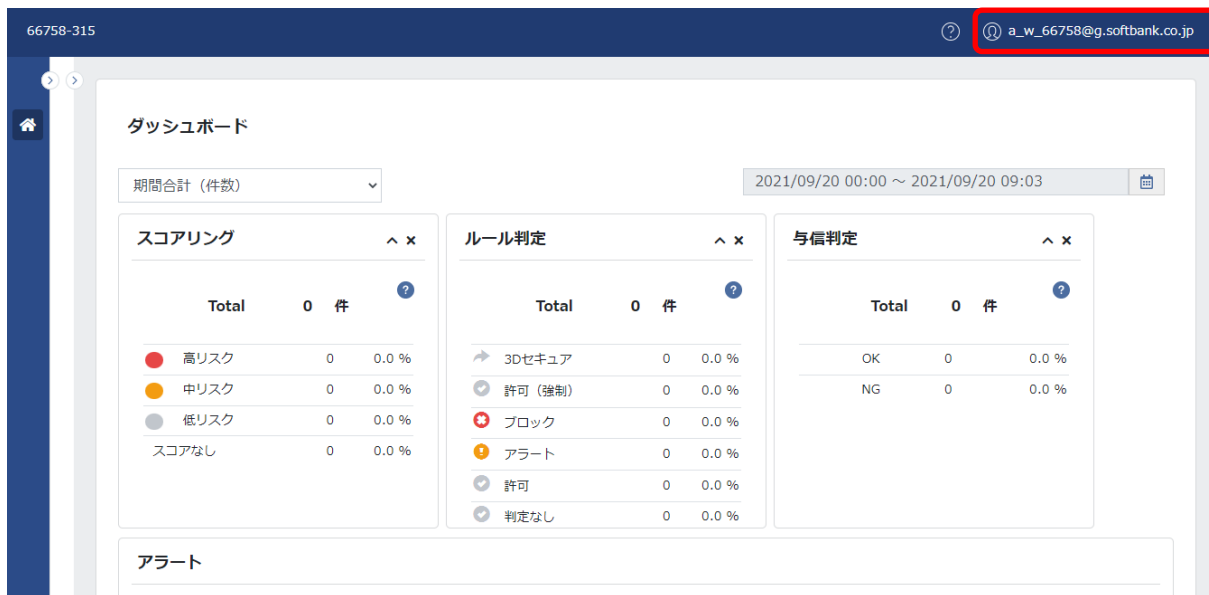 66758-315
a_w_66758@g.softbank.co.jp
ダッシュボード
期間合計（件数）
2021/09/20 00:00 ～ 2021/09/20 09:03
スコアリング
Total 0 件
高リスク 0 0.0 %
中リスク 0 0.0 %
低リスク 0 0.0 %
スコアなし 0 0.0 %
ルール判定
Total 0 件
3Dセキュア 0 0.0 %
許可（強制） 0 0.0 %
ブロック 0 0.0 %
アラート 0 0.0 %
許可 0 0.0 %
判定なし 0 0.0 %
与信判定
Total 0 件
OK 0 0.0 %
NG 0 0.0 %
アラート